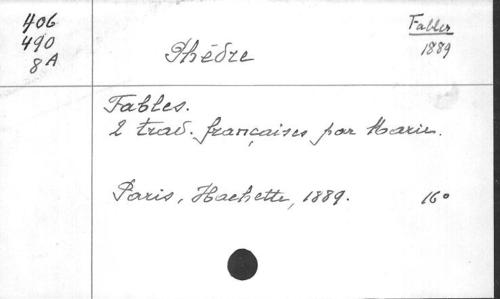 406
490
8A
Fables
1889
Phèdre
Fables.
2 trad. françaises par Marie.
Paris, Hachette, 1889. 16°